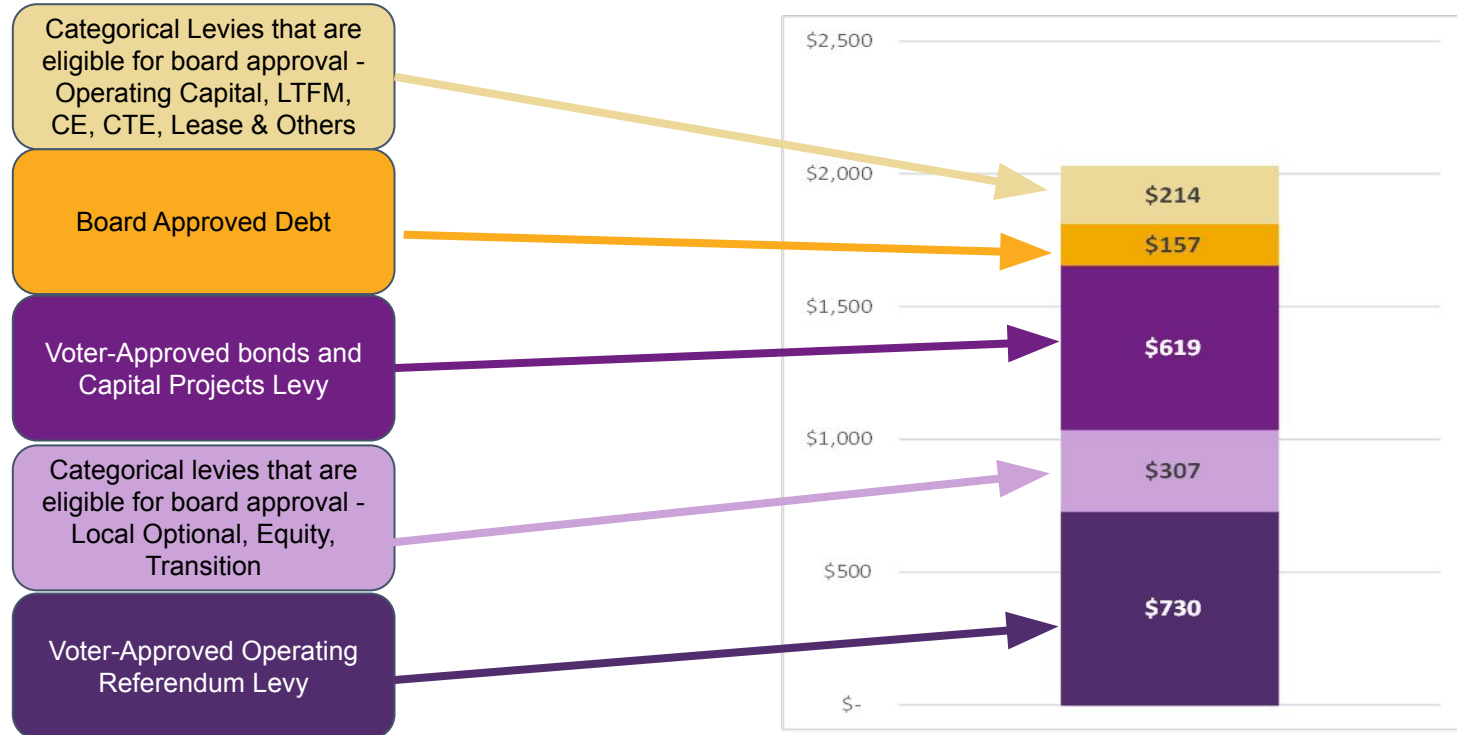 Categorical Levies that are
eligible for board approval -
Operating Capital, LTFM,
CE, CTE, Lease & Others
Board Approved Debt
Voter-Approved bonds and
Capital Projects Levy
Categorical levies that are
eligible for board approval -
Local Optional, Equity,
Transition
Voter-Approved Operating
Referendum Levy
$2,500
$2,000
$1,500
$1,000
$500
$-
$214
$157
$619
$307
$730